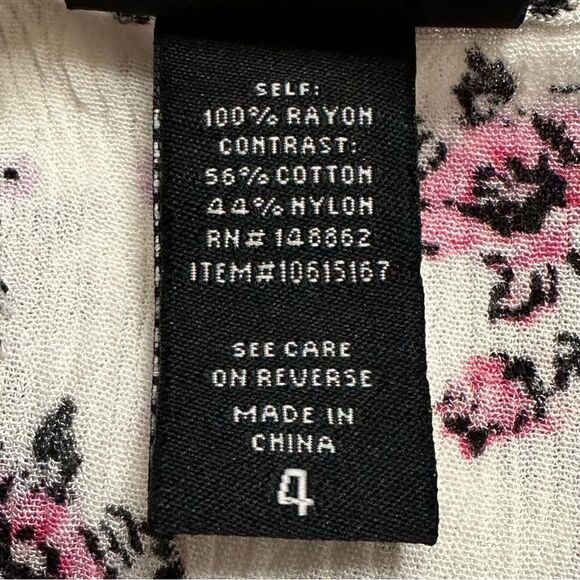 SELF:
100% RAYON
CONTRAST:
56% COTTON
44% NYLON
RN# 148862
ITEM#10615167
SEE CARE
ON REVERSE
MADE IN
CHINA
4